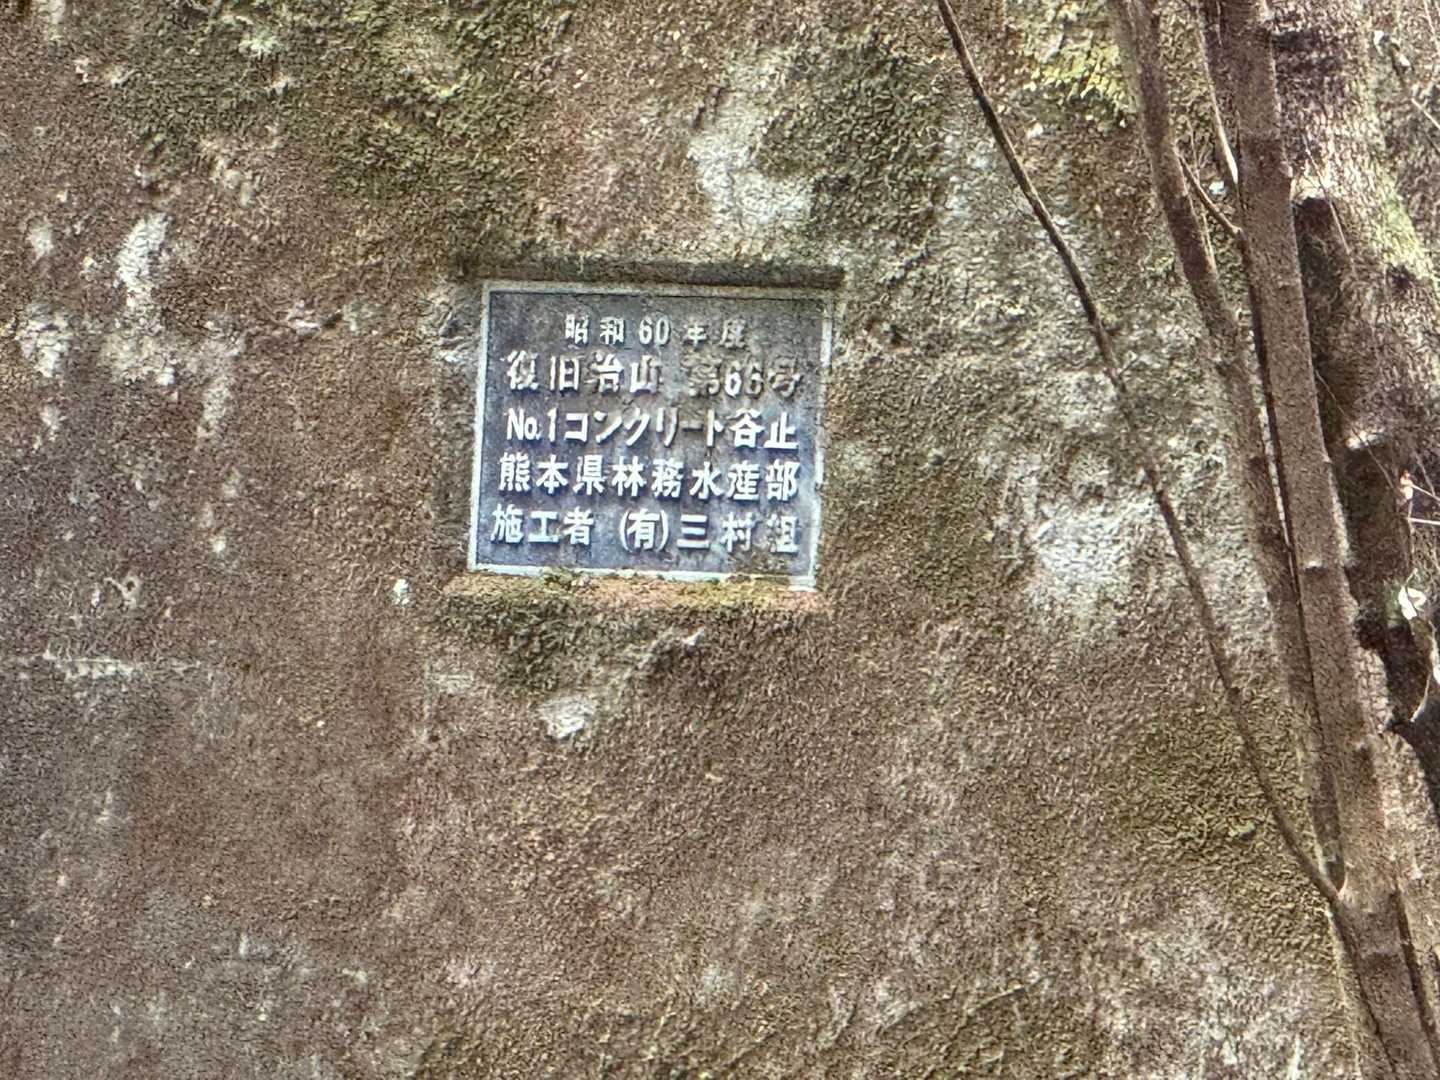 昭和60年度
復旧治山 第66号
No.1コンクリート谷止
熊本県林務水産部
施工者 (有)三村組